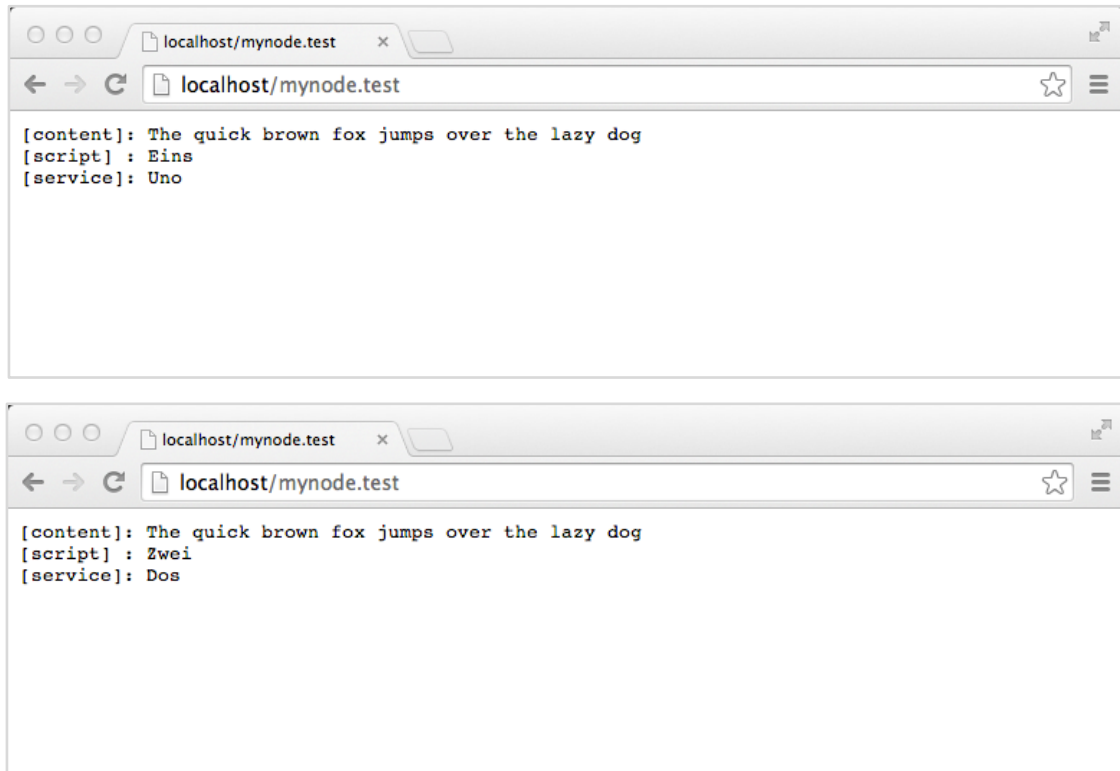 localhost/mynode.test
localhost/mynode.test
[content]: The quick brown fox jumps over the lazy dog
[script] : Eins
[service]: Uno
localhost/mynode.test
localhost/mynode.test
[content]: The quick brown fox jumps over the lazy dog
[script] : Zwei
[service]: Dos